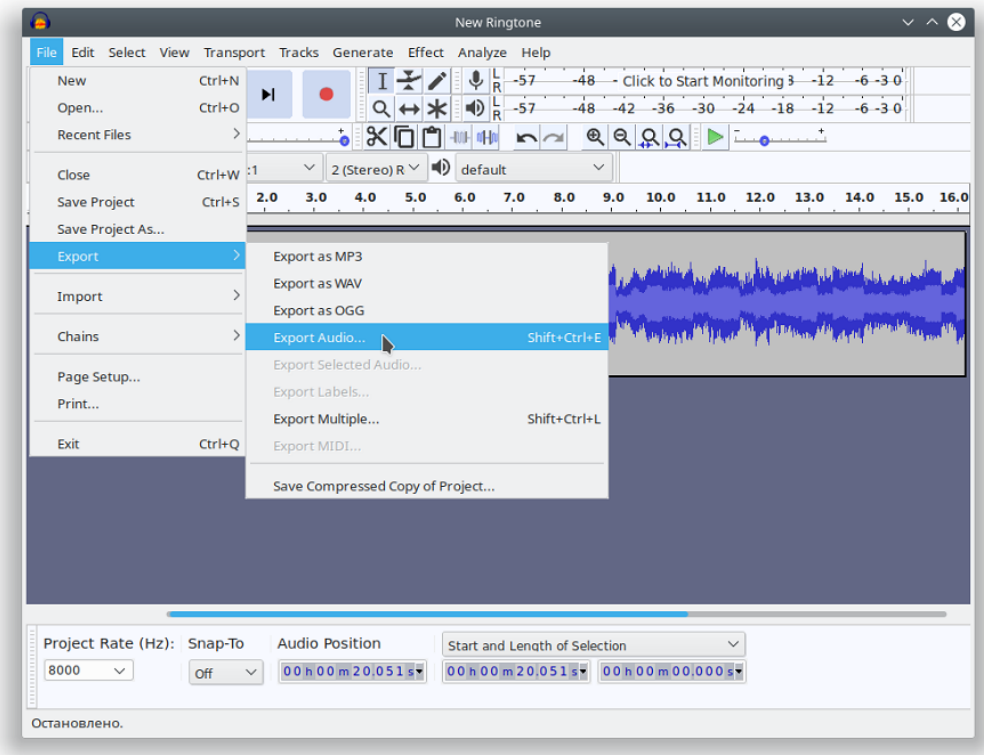 New Ringtone
File Edit Select View Transport Tracks Generate Effect Analyze Help
New Ctrl+N
Open... Ctrl+O
Recent Files
Close Ctrl+W
Save Project Ctrl+S
Save Project As...
Export
Import
Chains
Page Setup...
Print...
Exit Ctrl+Q
Export as MP3
Export as WAV
Export as OGG
Export Audio... Shift+Ctrl+E
Export Selected Audio...
Export Labels...
Export Multiple... Shift+Ctrl+L
Export MIDI...
Save Compressed Copy of Project...
L
R
-57 -48 - Click to Start Monitoring -12 -6 -3 0
L
R
-57 -48 -42 -36 -30 -24 -18 -12 -6 -3 0
- +
2 (Stereo) R default
2.0 3.0 4.0 5.0 6.0 7.0 8.0 9.0 10.0 11.0 12.0 13.0 14.0 15.0 16.0
Project Rate (Hz): Snap-To Audio Position Start and Length of Selection
8000 Off 00 h 00 m 20.051 s 00 h 00 m 20.051 s 00 h 00 m 00.000 s
Остановлено.